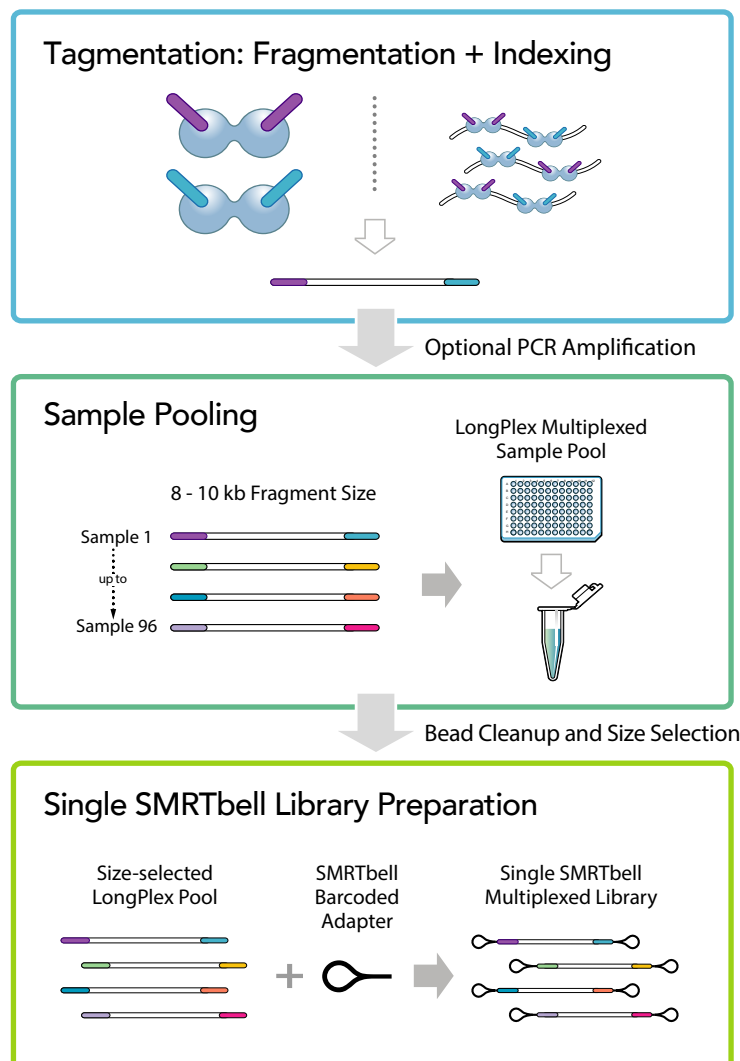 Tagmentation: Fragmentation + Indexing
Optional PCR Amplification
Sample Pooling
LongPlex Multiplexed
Sample Pool
8 - 10 kb Fragment Size
Sample 1
up to
Sample 96
Bead Cleanup and Size Selection
Single SMRTbell Library Preparation
Size-selected
LongPlex Pool
SMRTbell
Barcoded
Adapter
Single SMRTbell
Multiplexed Library